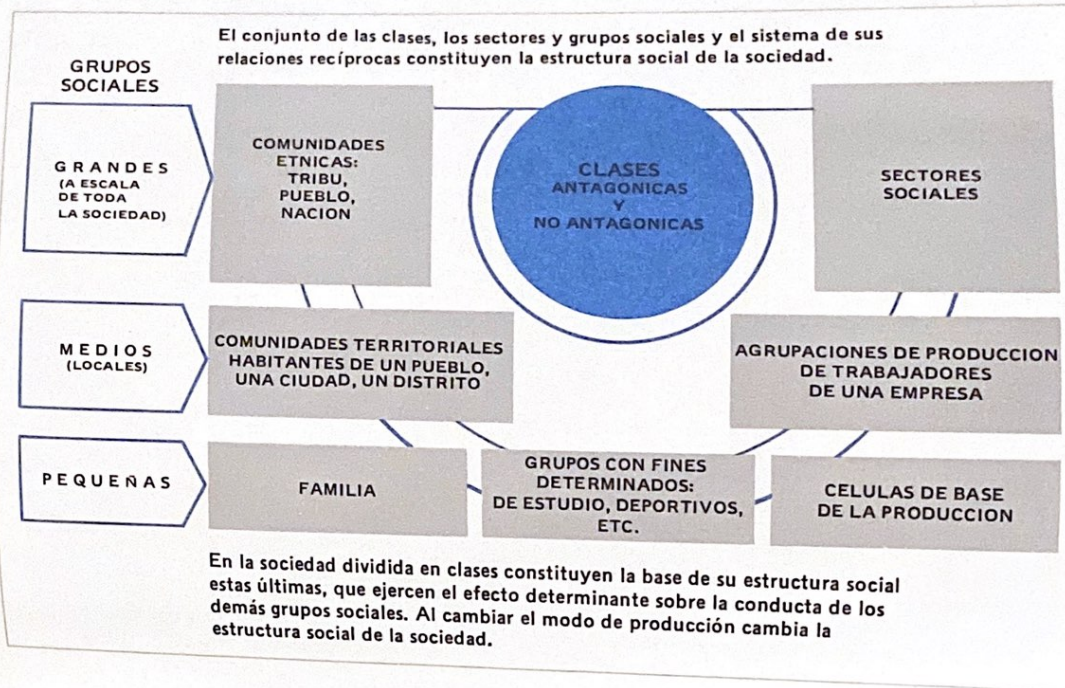 El conjunto de las clases, los sectores y grupos sociales y el sistema de sus
relaciones recíprocas constituyen la estructura social de la sociedad.
GRUPOS
SOCIALES
GRANDES
(A ESCALA
DE TODA
LA SOCIEDAD)
COMUNIDADES
ETNICAS:
TRIBU,
PUEBLO,
NACION
CLASES
ANTAGONICAS
Y
NO ANTAGONICAS
SECTORES
SOCIALES
MEDIOS
(LOCALES)
COMUNIDADES TERRITORIALES
HABITANTES DE UN PUEBLO,
UNA CIUDAD, UN DISTRITO
AGRUPACIONES DE PRODUCCION
DE TRABAJADORES
DE UNA EMPRESA
PEQUEÑAS
FAMILIA
GRUPOS CON FINES
DETERMINADOS:
DE ESTUDIO, DEPORTIVOS,
ETC.
CELULAS DE BASE
DE LA PRODUCCION
En la sociedad dividida en clases constituyen la base de su estructura social
estas últimas, que ejercen el efecto determinante sobre la conducta de los
demás grupos sociales. Al cambiar el modo de producción cambia la
estructura social de la sociedad.